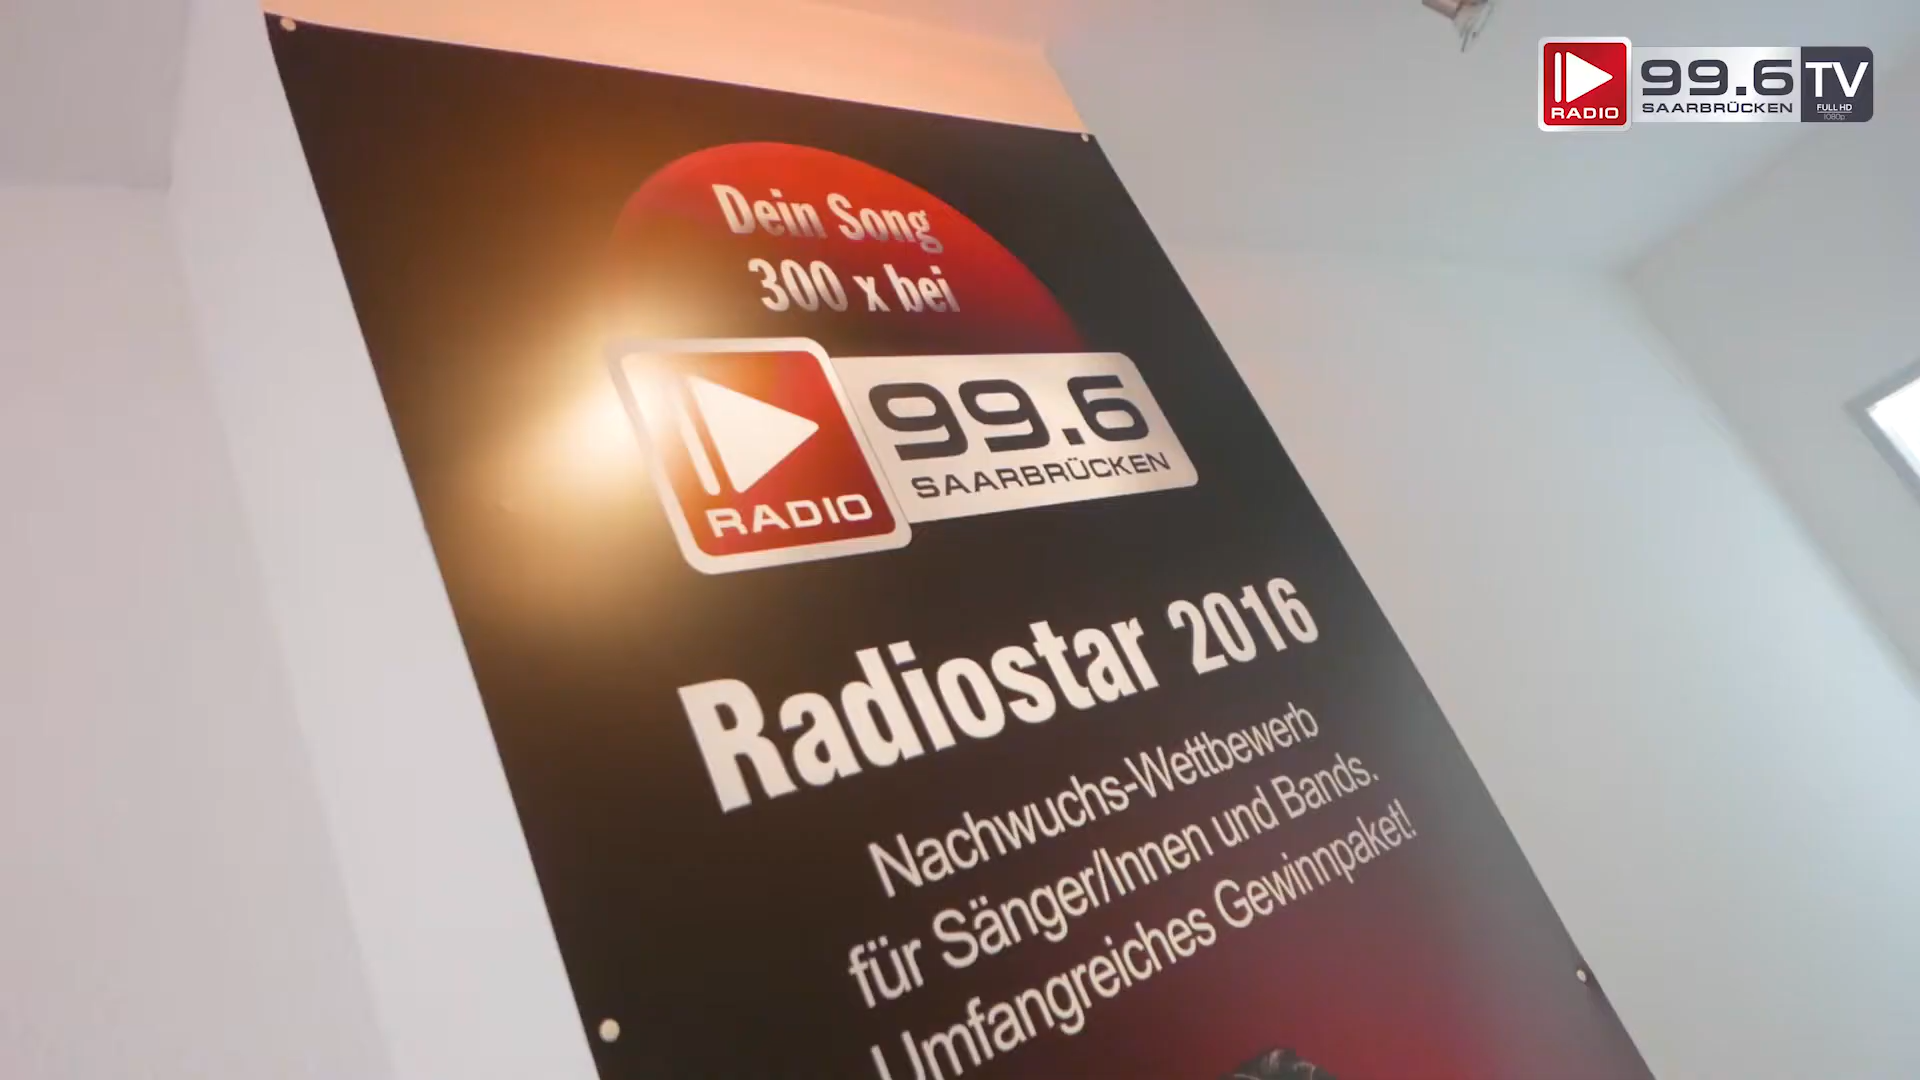 RADIO
99.6
SAARBRÜCKEN
TV
FULL HD
1080p
Dein Song
300 x bei
RADIO
99.6
SAARBRÜCKEN
Radiostar 2016
Nachwuchs-Wettbewerb
für Sänger/Innen und Bands.
Umfangreiches Gewinnpaket!